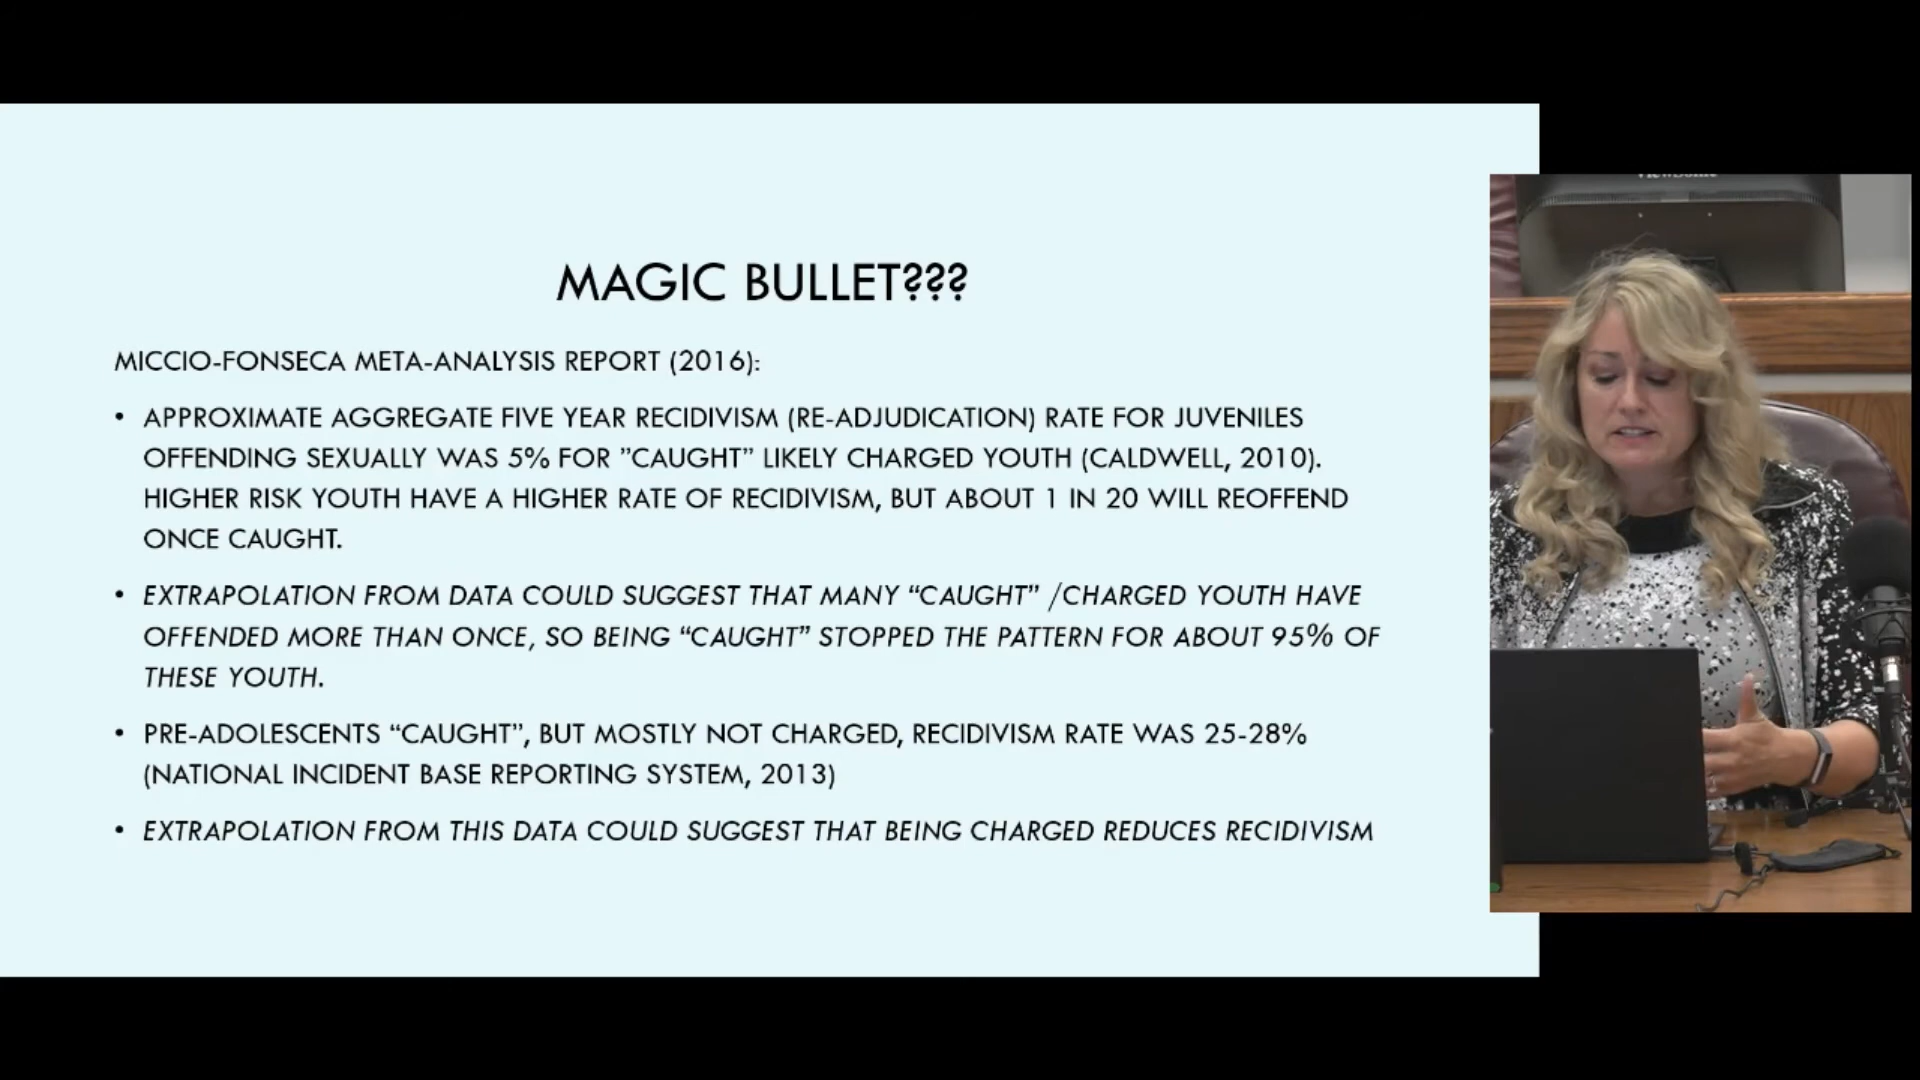 MAGIC BULLET???
MICCIO-FONSECA META-ANALYSIS REPORT (2016):
• APPROXIMATE AGGREGATE FIVE YEAR RECIDIVISM (RE-ADJUDICATION) RATE FOR JUVENILES
OFFENDING SEXUALLY WAS 5% FOR ”CAUGHT” LIKELY CHARGED YOUTH (CALDWELL, 2010).
HIGHER RISK YOUTH HAVE A HIGHER RATE OF RECIDIVISM, BUT ABOUT 1 IN 20 WILL REOFFEND
ONCE CAUGHT.
• EXTRAPOLATION FROM DATA COULD SUGGEST THAT MANY “CAUGHT” /CHARGED YOUTH HAVE
OFFENDED MORE THAN ONCE, SO BEING “CAUGHT” STOPPED THE PATTERN FOR ABOUT 95% OF
THESE YOUTH.
• PRE-ADOLESCENTS “CAUGHT”, BUT MOSTLY NOT CHARGED, RECIDIVISM RATE WAS 25-28%
(NATIONAL INCIDENT BASE REPORTING SYSTEM, 2013)
• EXTRAPOLATION FROM THIS DATA COULD SUGGEST THAT BEING CHARGED REDUCES RECIDIVISM